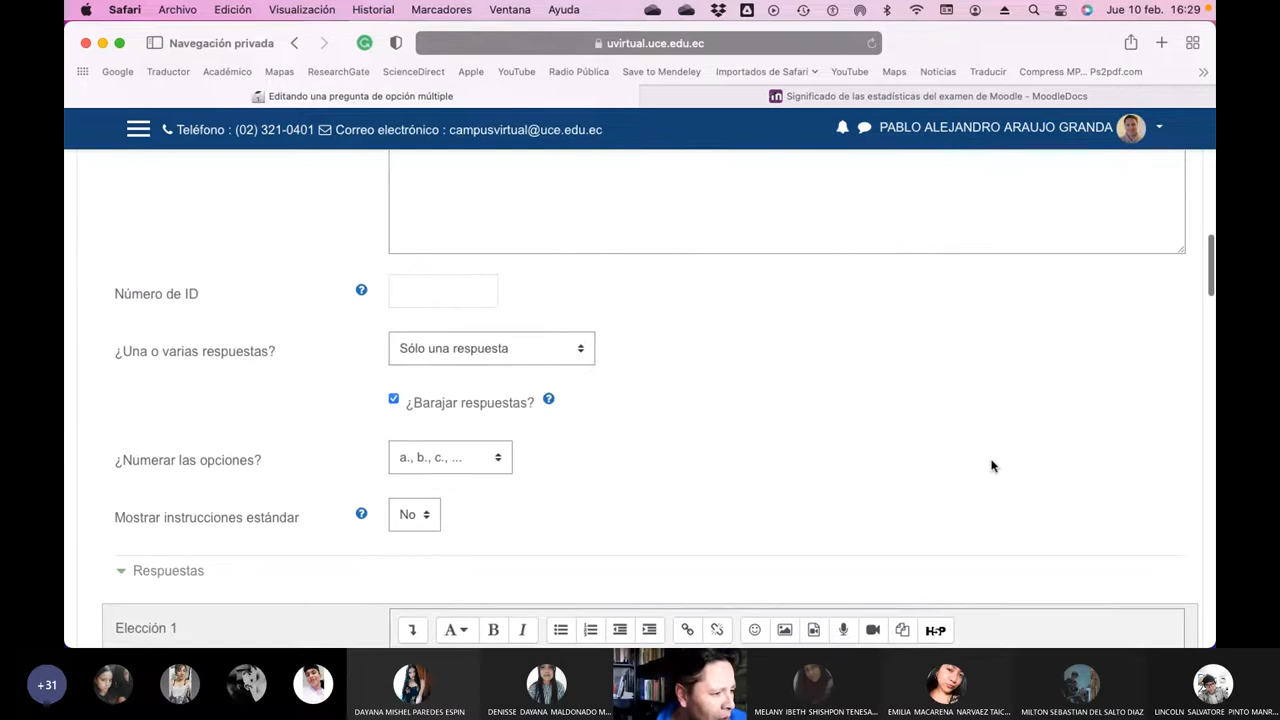 Safari Archivo Edición Visualización Historial Marcadores Ventana Ayuda Jue 10 feb. 16:29
Navegación privada uvirtual.uce.edu.ec
Google Traductor Académico Mapas ResearchGate ScienceDirect Apple YouTube Radio Pública Save to Mendeley Importados de Safari YouTube Maps Noticias Traducir Compress MP... Ps2pdf.com
Editando una pregunta de opción múltiple Significado de las estadísticas del examen de Moodle - MoodleDocs
Teléfono : (02) 321-0401 Correo electrónico : campusvirtual@uce.edu.ec PABLO ALEJANDRO ARAUJO GRANDA
Número de ID
¿Una o varias respuestas? Sólo una respuesta
¿Barajar respuestas?
¿Numerar las opciones? a., b., c., ...
Mostrar instrucciones estándar No
Respuestas
Elección 1 A B I H-P
+31
DAYANA MISHEL PAREDES ESPIN DENISSE DAYANA MALDONADO M... MELANY IBETH SHISHPON TENESA... EMILIA MACARENA NARVAEZ TAIC... MILTON SEBASTIAN DEL SALTO DIAZ LINCOLN SALVATORE PINTO MANR...